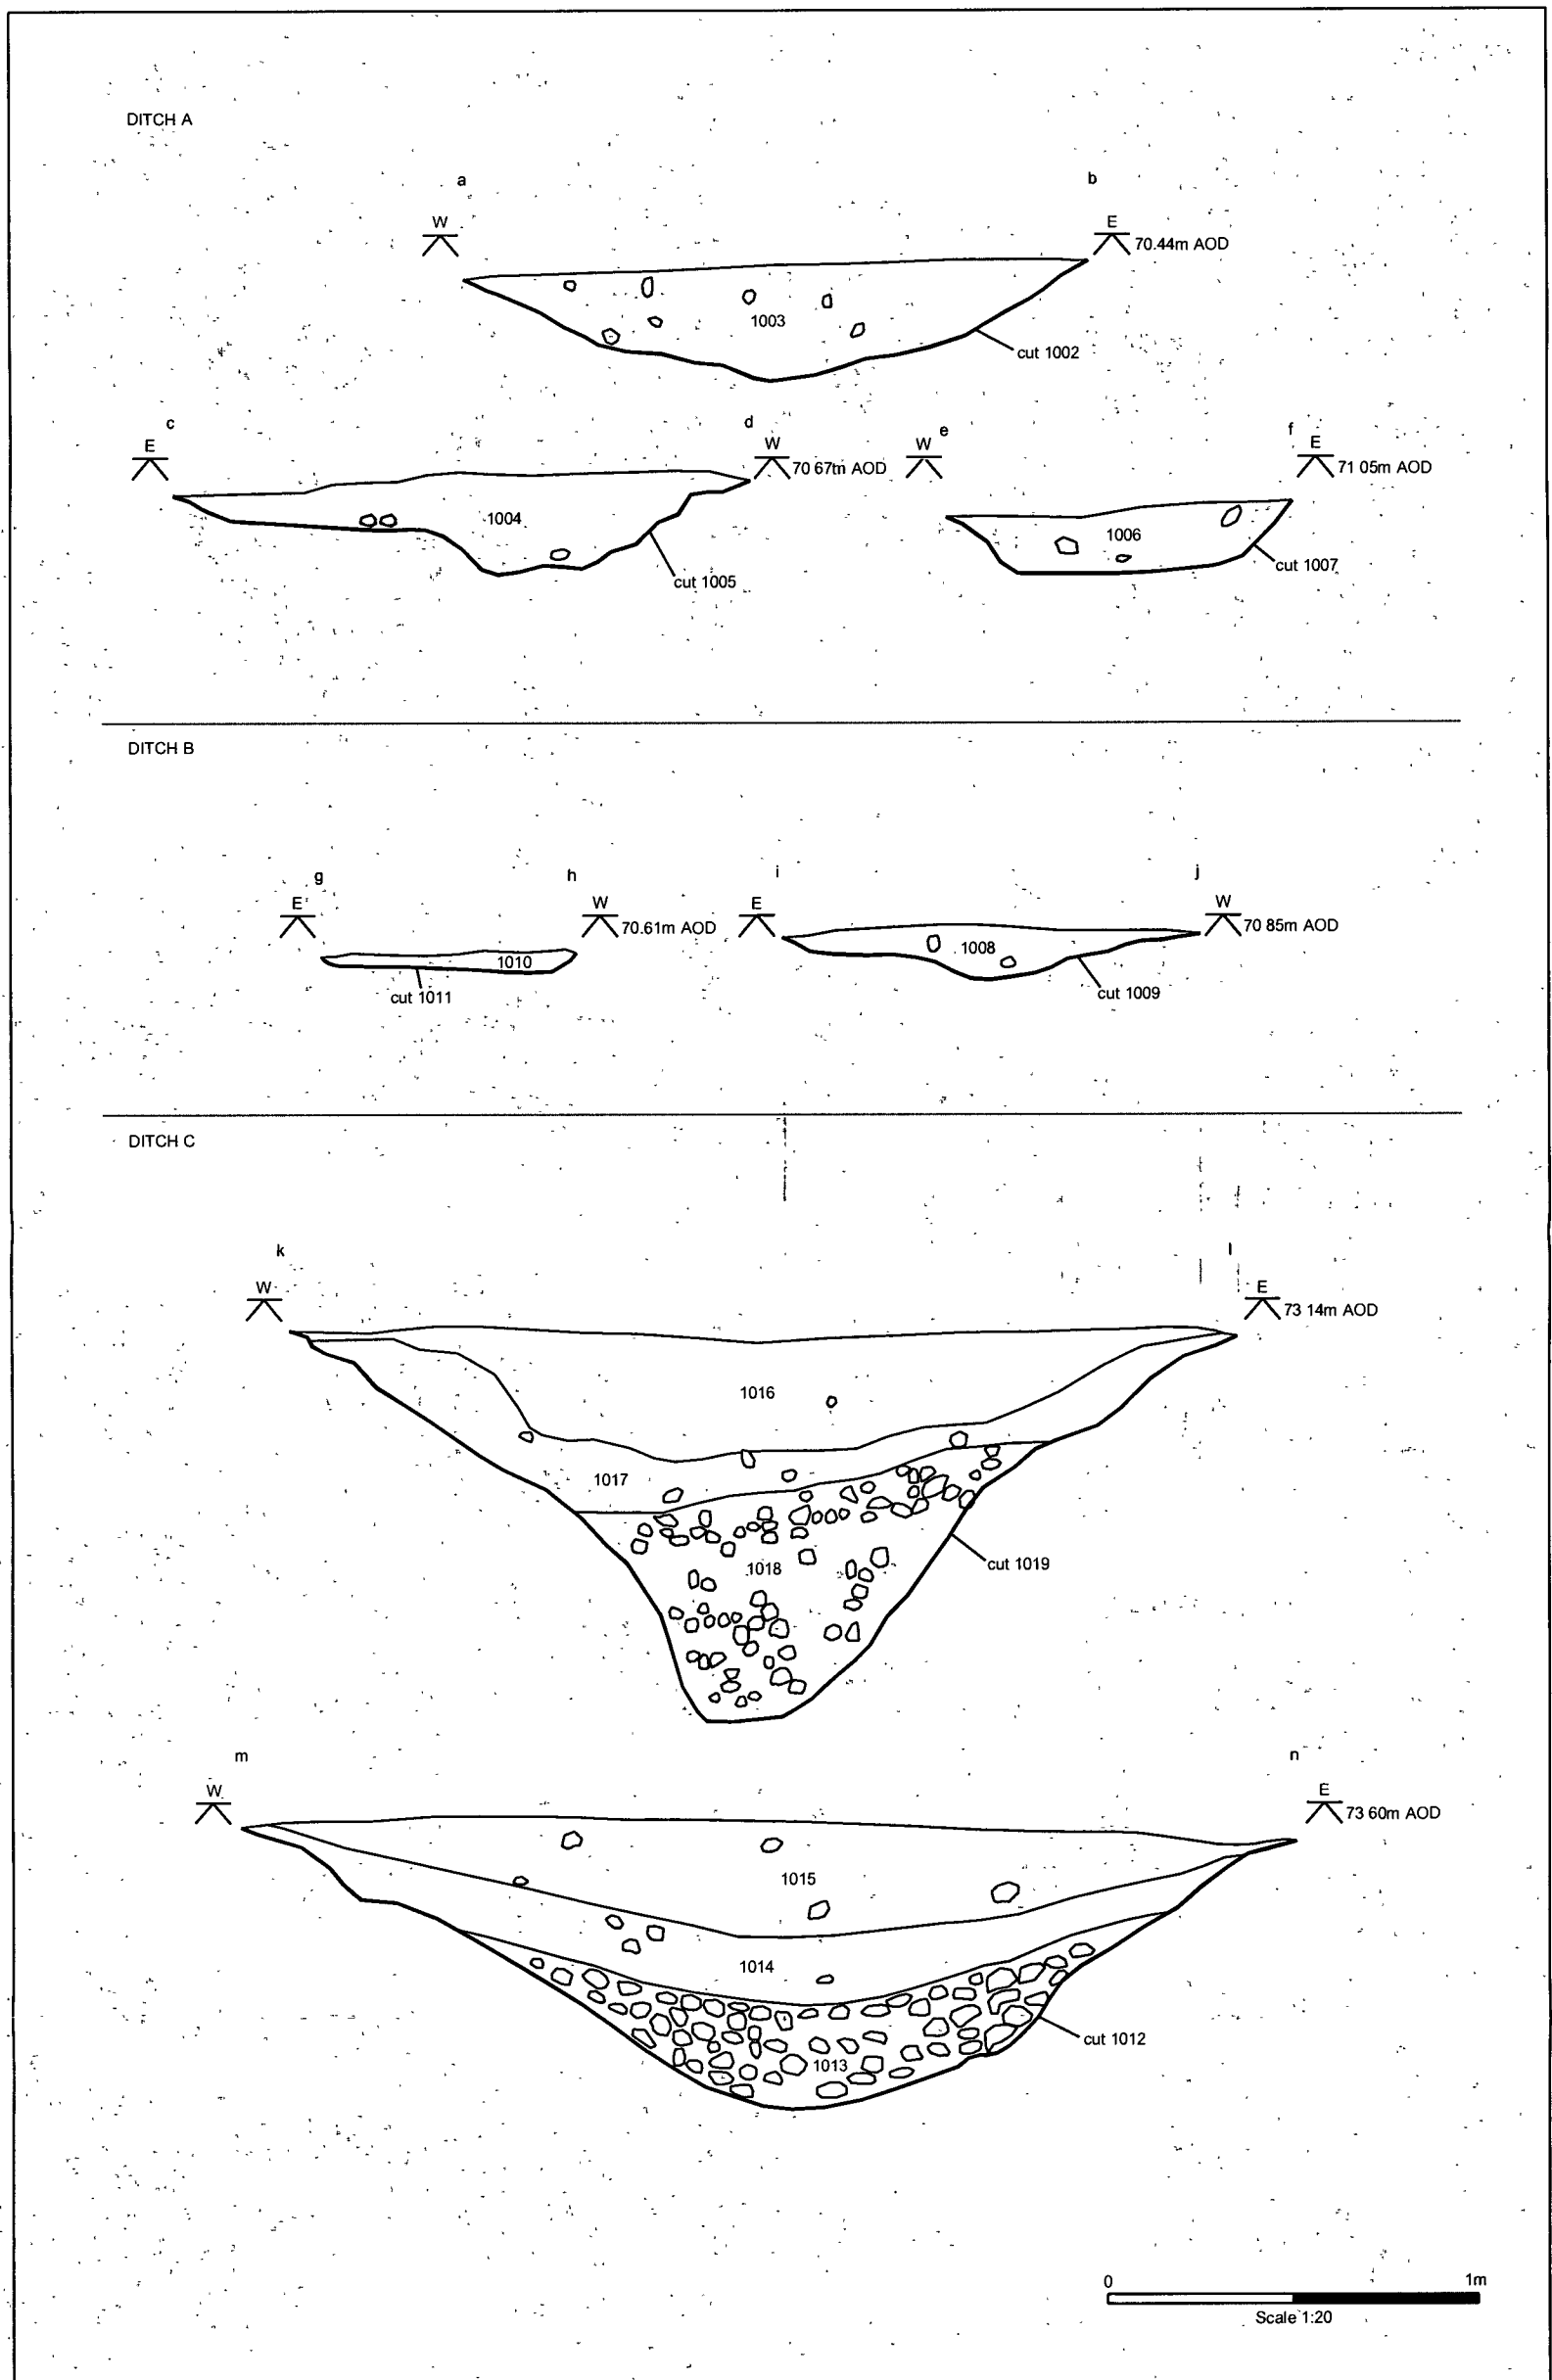 DITCH A
a b
W E 70.44m AOD
1003
cut 1002
c d e f
E W 70 67m AOD W E 71 05m AOD
1004
1006
cut 1005
cut 1007
DITCH B
g h i j
E W 70.61m AOD E W 70 85m AOD
1010
1008
cut 1011
cut 1009
DITCH C
k l
W E 73 14m AOD
1016
1017
1018
cut 1019
m n
W E 73 60m AOD
1015
1014
1013
cut 1012
0 1m
Scale 1:20